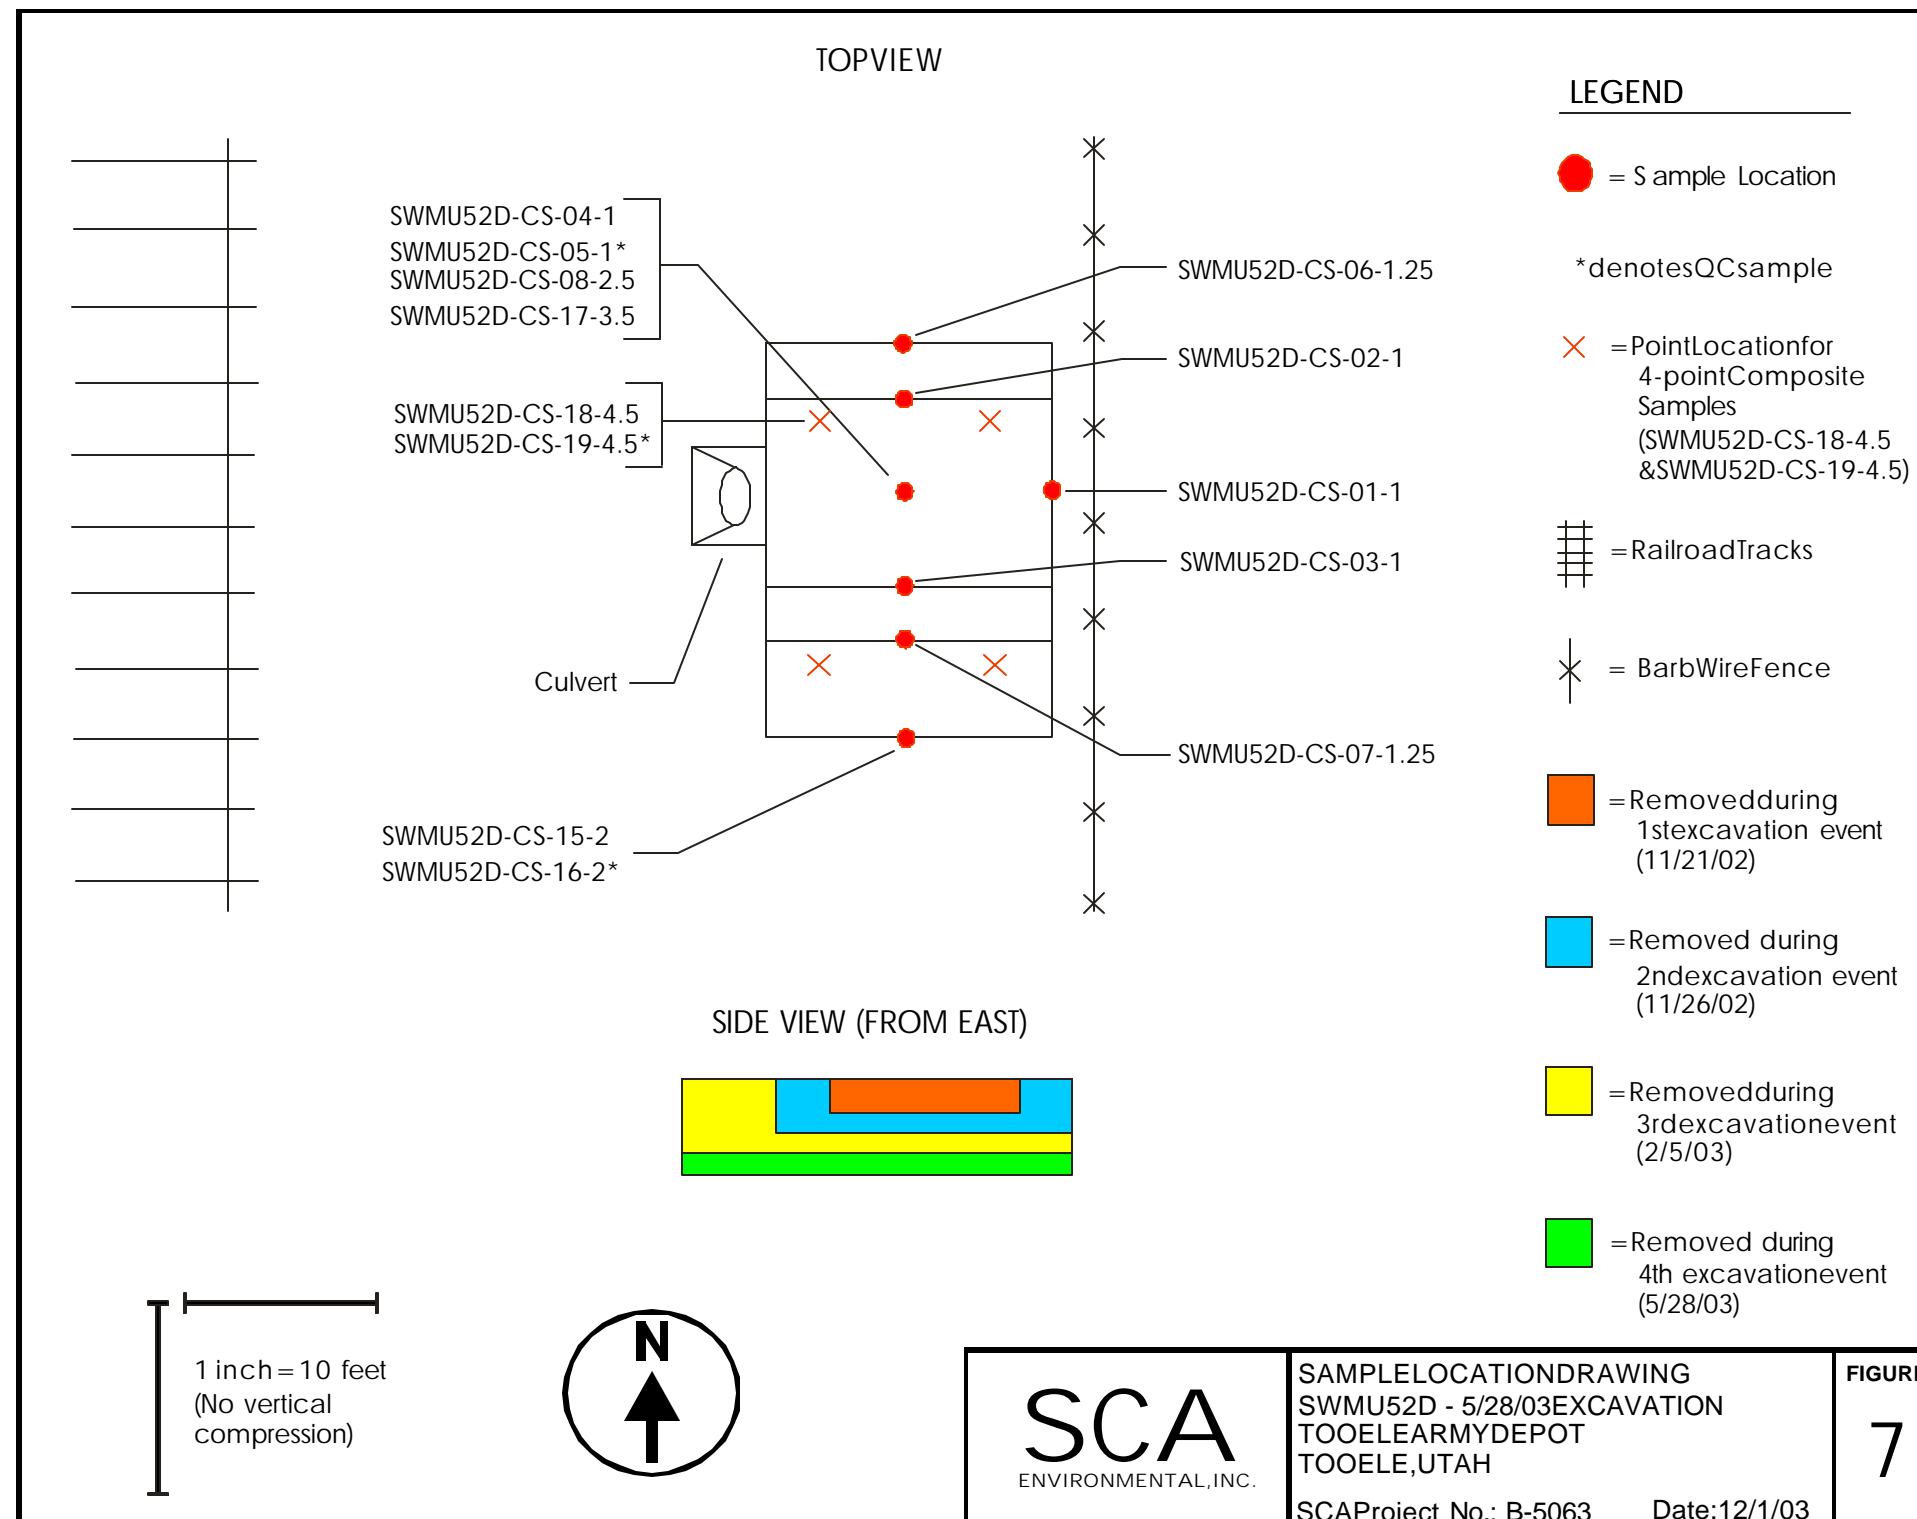 TOPVIEW
SWMU52D-CS-04-1
SWMU52D-CS-05-1*
SWMU52D-CS-08-2.5
SWMU52D-CS-17-3.5
SWMU52D-CS-18-4.5
SWMU52D-CS-19-4.5*
Culvert
SWMU52D-CS-15-2
SWMU52D-CS-16-2*
SWMU52D-CS-06-1.25
SWMU52D-CS-02-1
SWMU52D-CS-01-1
SWMU52D-CS-03-1
SWMU52D-CS-07-1.25
LEGEND
= Sample Location
*denotesQCsample
=PointLocationfor
4-pointComposite
Samples
(SWMU52D-CS-18-4.5
&SWMU52D-CS-19-4.5)
=RailroadTracks
= BarbWireFence
=Removedduring
1stexcavation event
(11/21/02)
=Removed during
2ndexcavation event
(11/26/02)
=Removedduring
3rdexcavationevent
(2/5/03)
=Removed during
4th excavationevent
(5/28/03)
SIDE VIEW (FROM EAST)
1 inch = 10 feet
(No vertical
compression)
N
SCA
ENVIRONMENTAL,INC.
SAMPLELOCATIONDRAWING
SWMU52D - 5/28/03EXCAVATION
TOOELEARMYDEPOT
TOOELE,UTAH
SCAProject No.: B-5063 Date:12/1/03
FIGURE
7